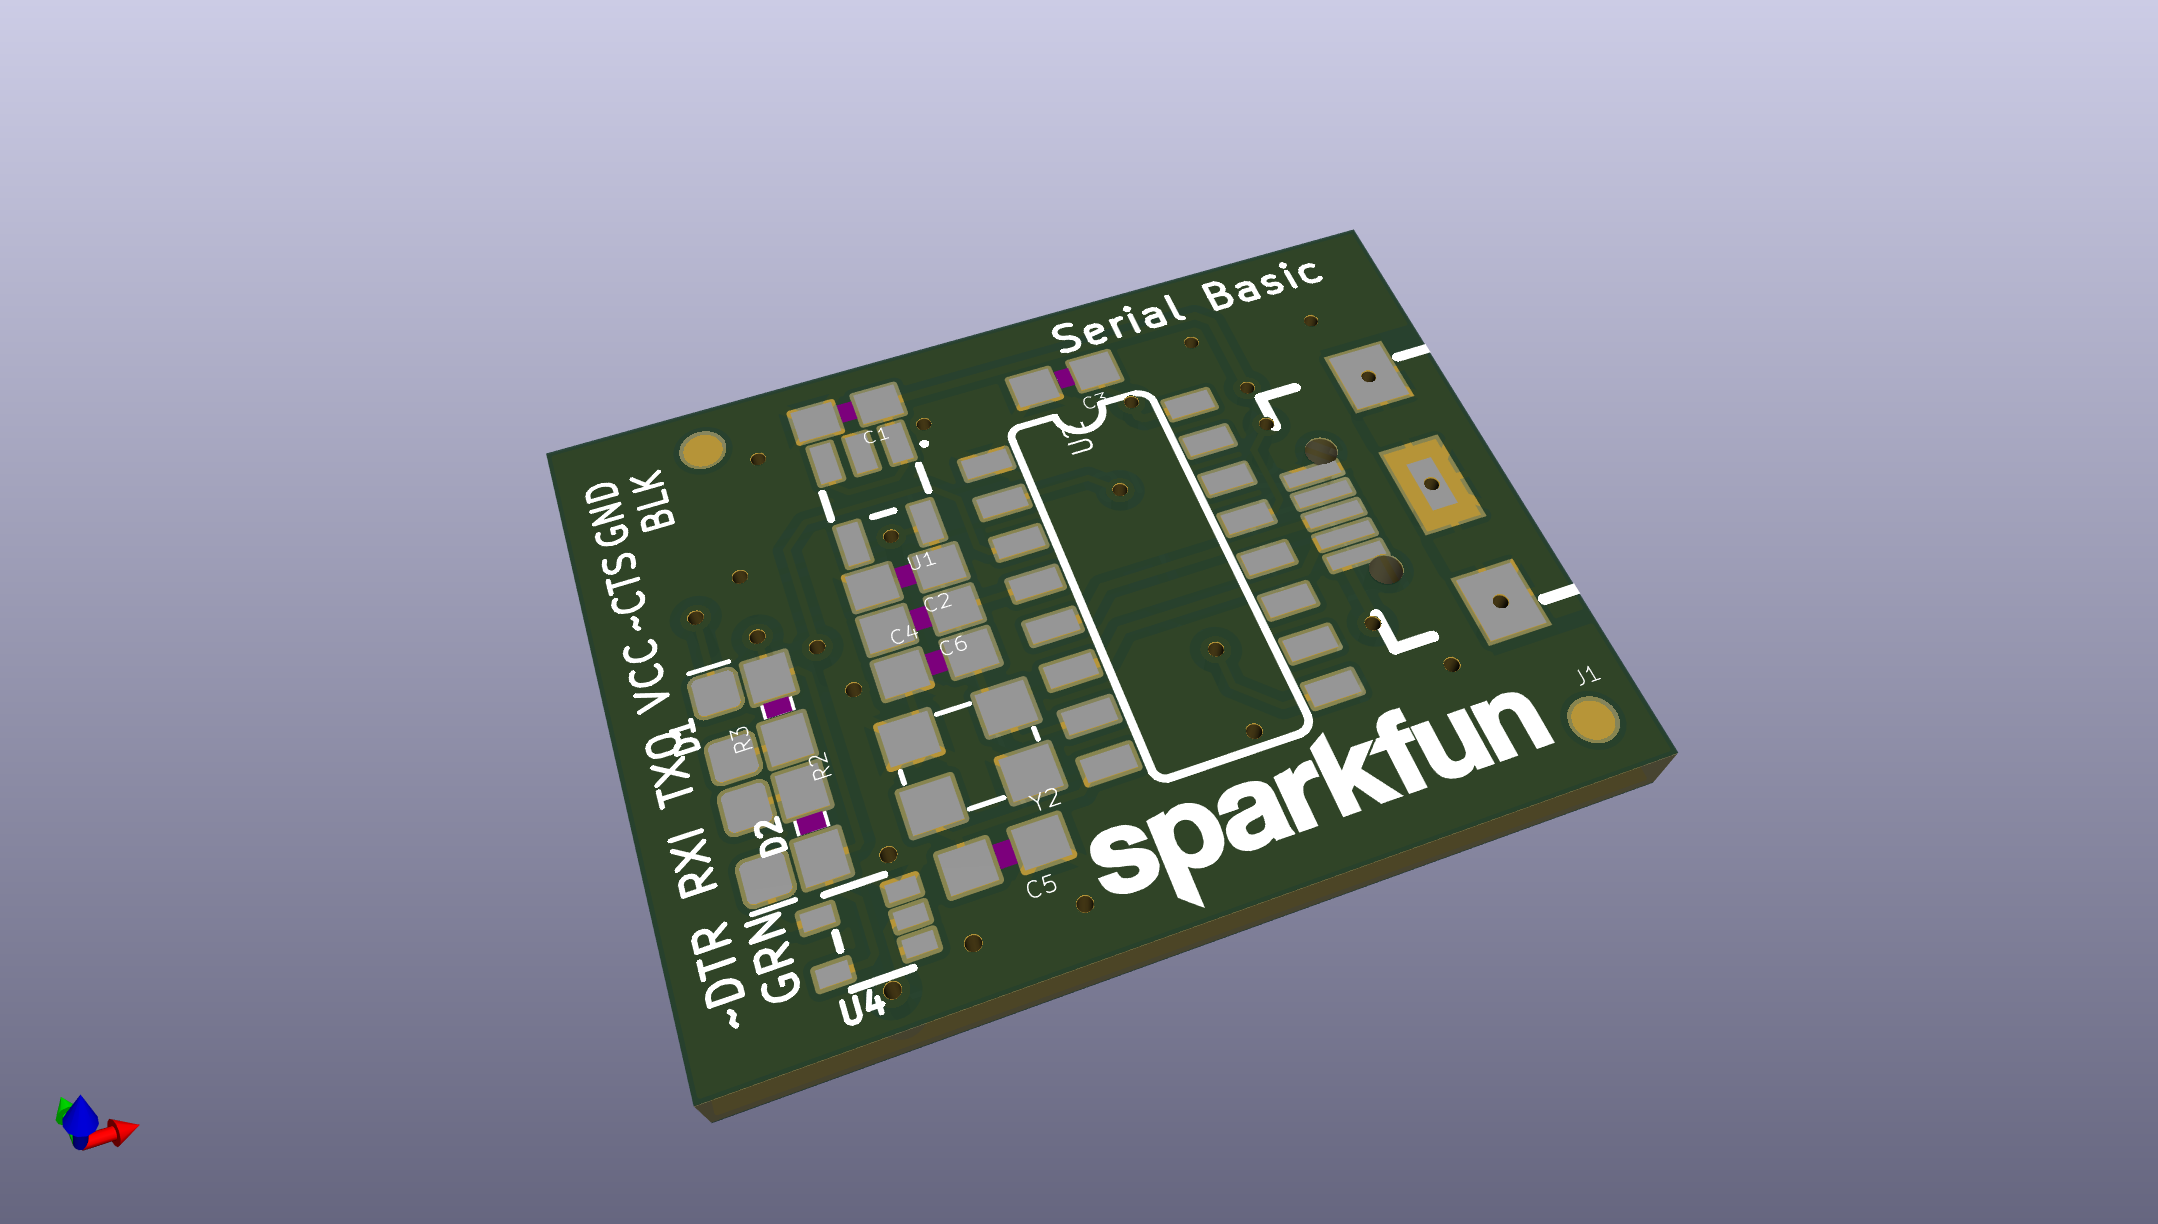 Serial Basic
C3
C1
GND
BLK
~CTS
U1
C2
C4
C6
VCC
J1
D1
R3
R2
TXO
Y2
D2
RXI
sparkfun
C5
~DTR
GRN
U4